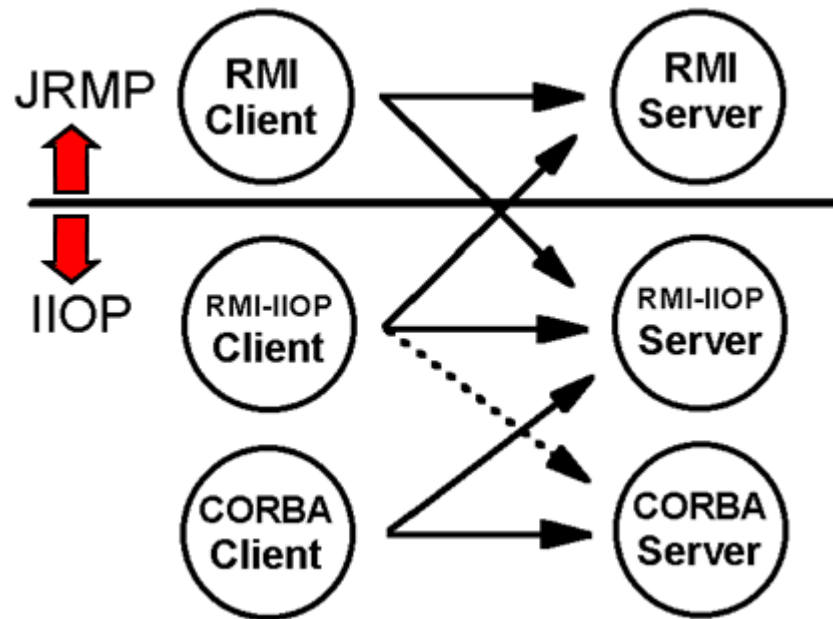 JRMP
RMI
Client
RMI
Server
IIOP
RMI-IIOP
Client
RMI-IIOP
Server
CORBA
Client
CORBA
Server